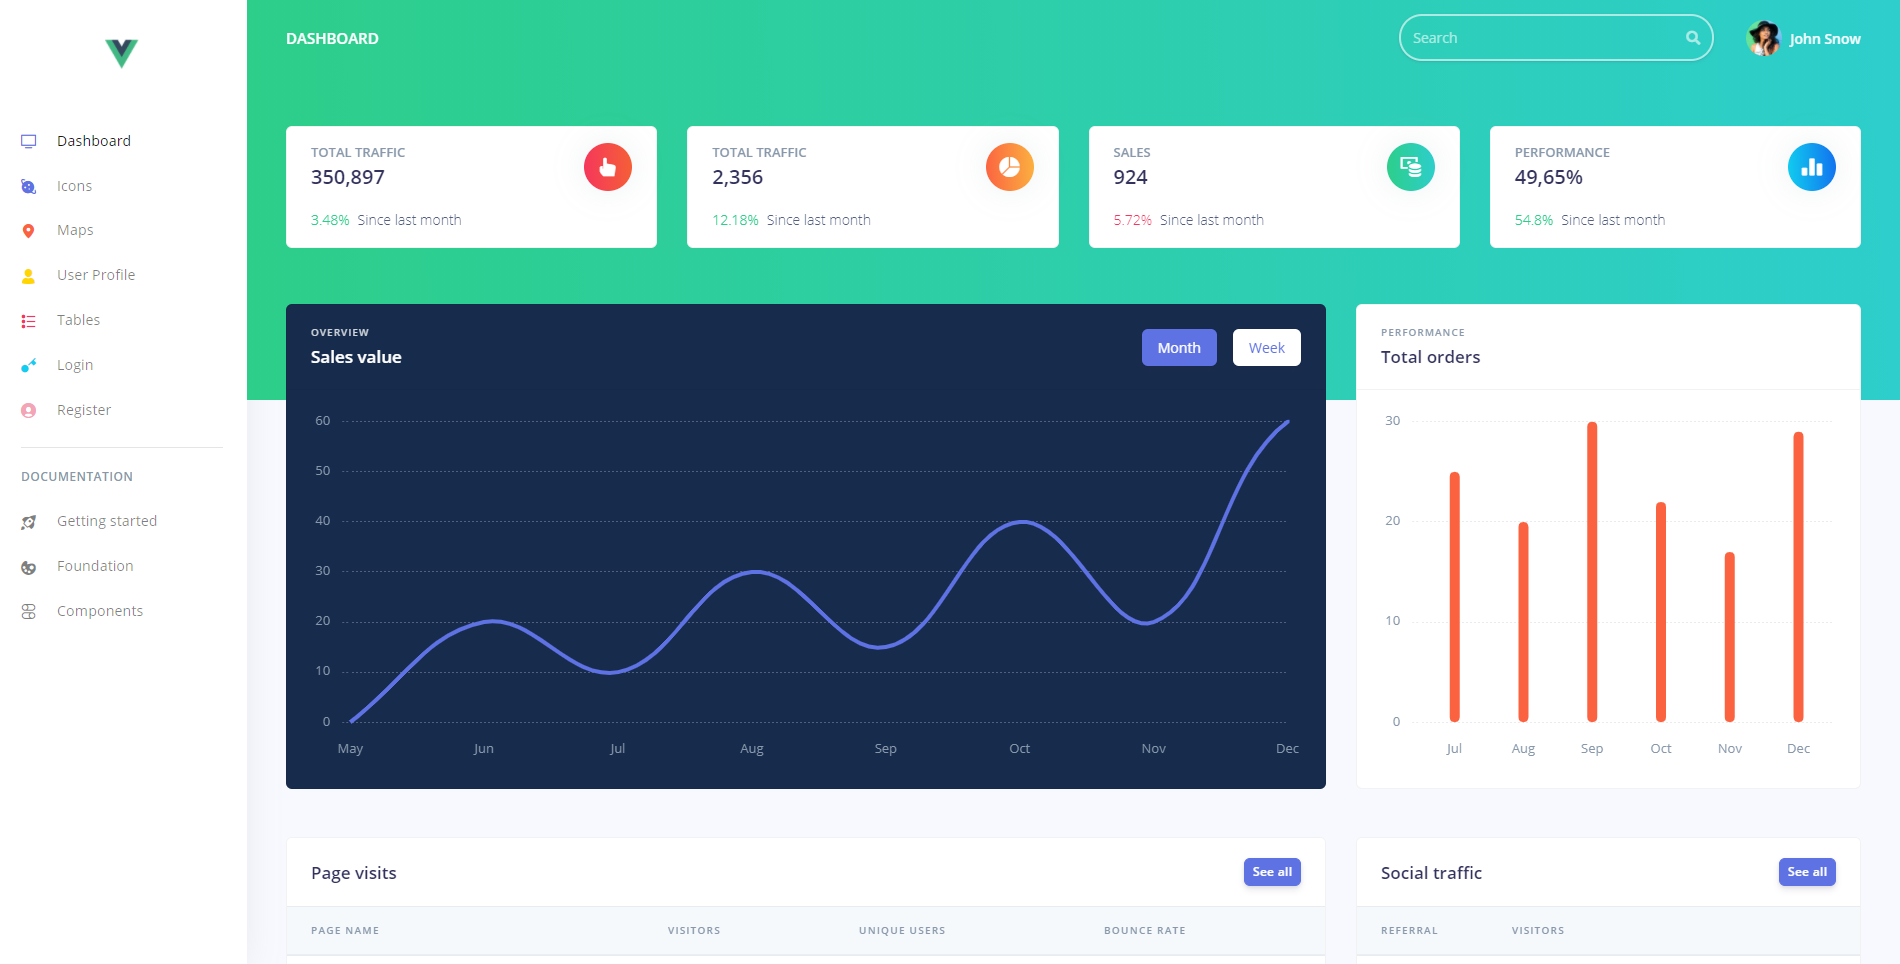 DASHBOARD
Search
John Snow
Dashboard
Icons
Maps
User Profile
Tables
Login
Register
DOCUMENTATION
Getting started
Foundation
Components
TOTAL TRAFFIC
350,897
3.48% Since last month
TOTAL TRAFFIC
2,356
12.18% Since last month
SALES
924
5.72% Since last month
PERFORMANCE
49,65%
54.8% Since last month
OVERVIEW
Sales value
Month
Week
60
50
40
30
20
10
0
May Jun Jul Aug Sep Oct Nov Dec
PERFORMANCE
Total orders
30
20
10
0
Jul Aug Sep Oct Nov Dec
Page visits
See all
PAGE NAME VISITORS UNIQUE USERS BOUNCE RATE
Social traffic
See all
REFERRAL VISITORS